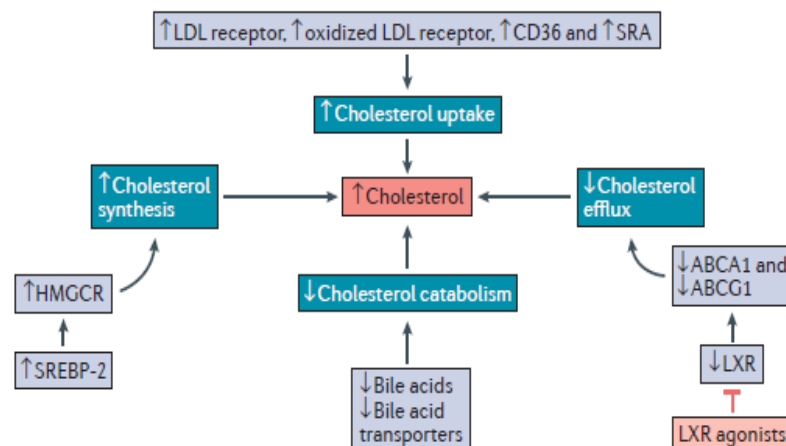 ↑LDL receptor, ↑oxidized LDL receptor, ↑CD36 and ↑SRA
↑Cholesterol uptake
↑Cholesterol
synthesis
↑Cholesterol
↓Cholesterol
efflux
↑HMGCR
↓Cholesterol catabolism
↓ABCA1 and
↓ABCG1
↑SREBP-2
↓Bile acids
↓Bile acid
transporters
↓LXR
LXR agonists